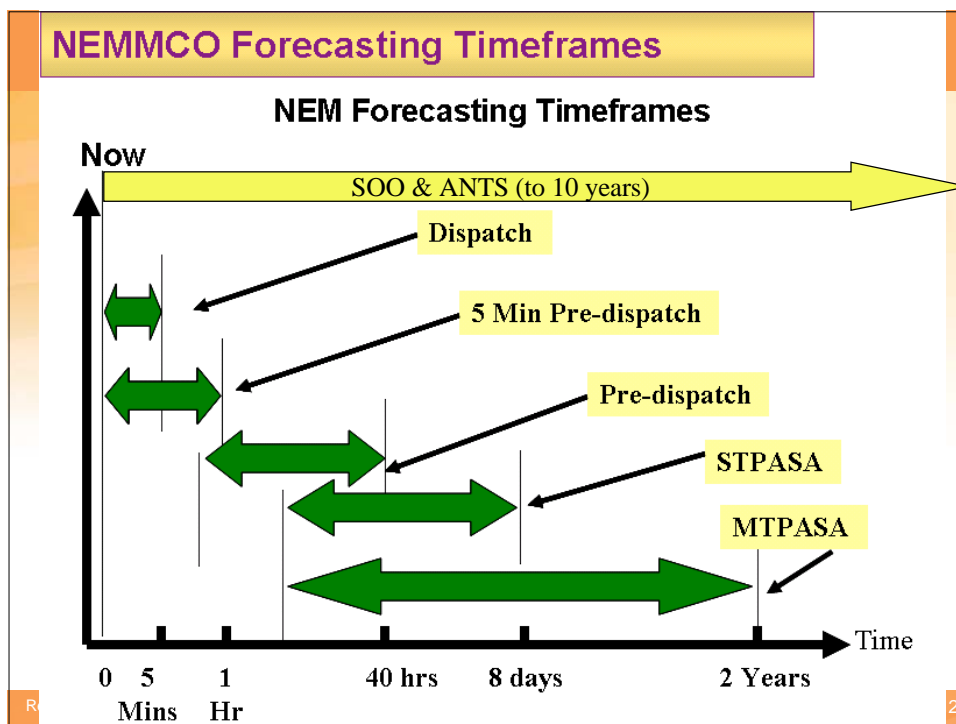 NEMMCO Forecasting Timeframes
NEM Forecasting Timeframes
Now
SOO & ANTS (to 10 years)
Dispatch
5 Min Pre-dispatch
Pre-dispatch
STPASA
MTPASA
Time
0 5 1 40 hrs 8 days 2 Years
Mins Hr
2